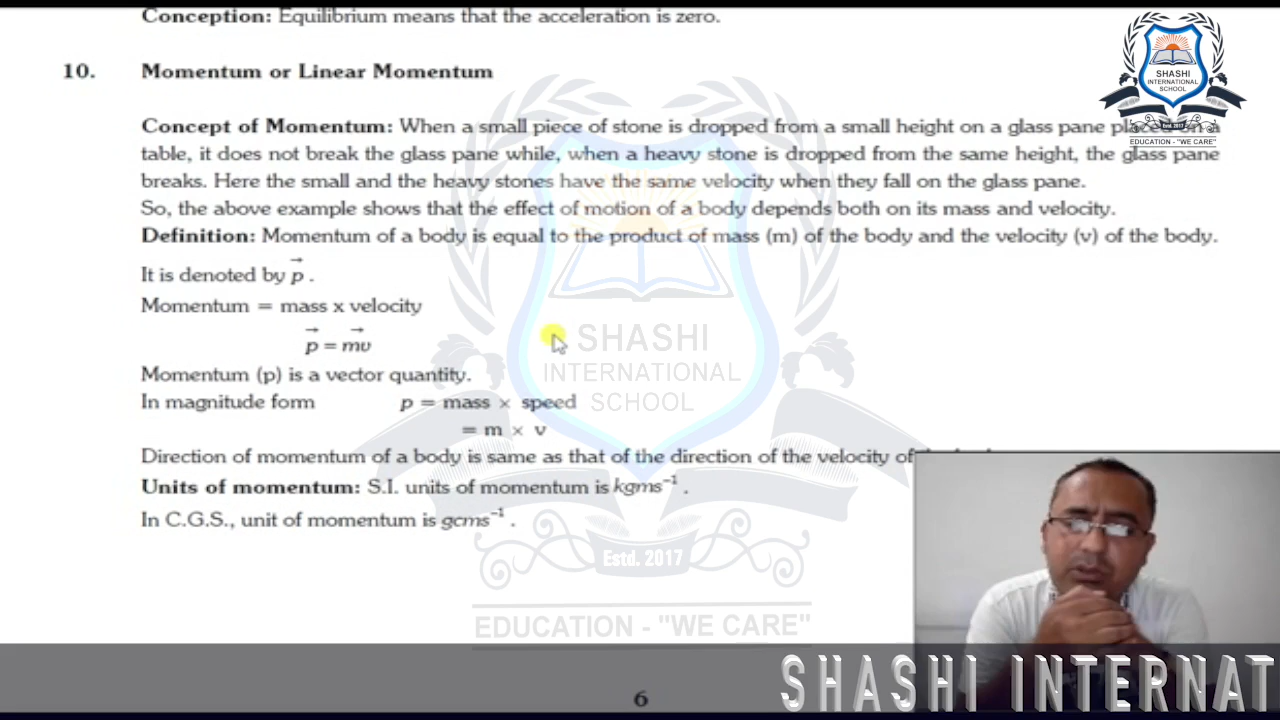 Conception: Equilibrium means that the acceleration is zero.
10. Momentum or Linear Momentum
Concept of Momentum: When a small piece of stone is dropped from a small height on a glass pane placed on a
table, it does not break the glass pane while, when a heavy stone is dropped from the same height, the glass pane
breaks. Here the small and the heavy stones have the same velocity when they fall on the glass pane.
So, the above example shows that the effect of motion of a body depends both on its mass and velocity.
Definition: Momentum of a body is equal to the product of mass (m) of the body and the velocity (v) of the body.
It is denoted by p⃗ .
Momentum = mass x velocity
p⃗ = mv⃗
Momentum (p) is a vector quantity.
In magnitude form p = mass × speed
= m × v
Direction of momentum of a body is same as that of the direction of the velocity of
Units of momentum: S.I. units of momentum is kgms⁻¹ .
In C.G.S., unit of momentum is gcms⁻¹ .
6
SHASHI
INTERNATIONAL
SCHOOL
Estd. 2017
EDUCATION - "WE CARE"
SHASHI
INTERNATIONAL
SCHOOL
Estd. 2017
EDUCATION - "WE CARE"
SHASHI INTERNAT